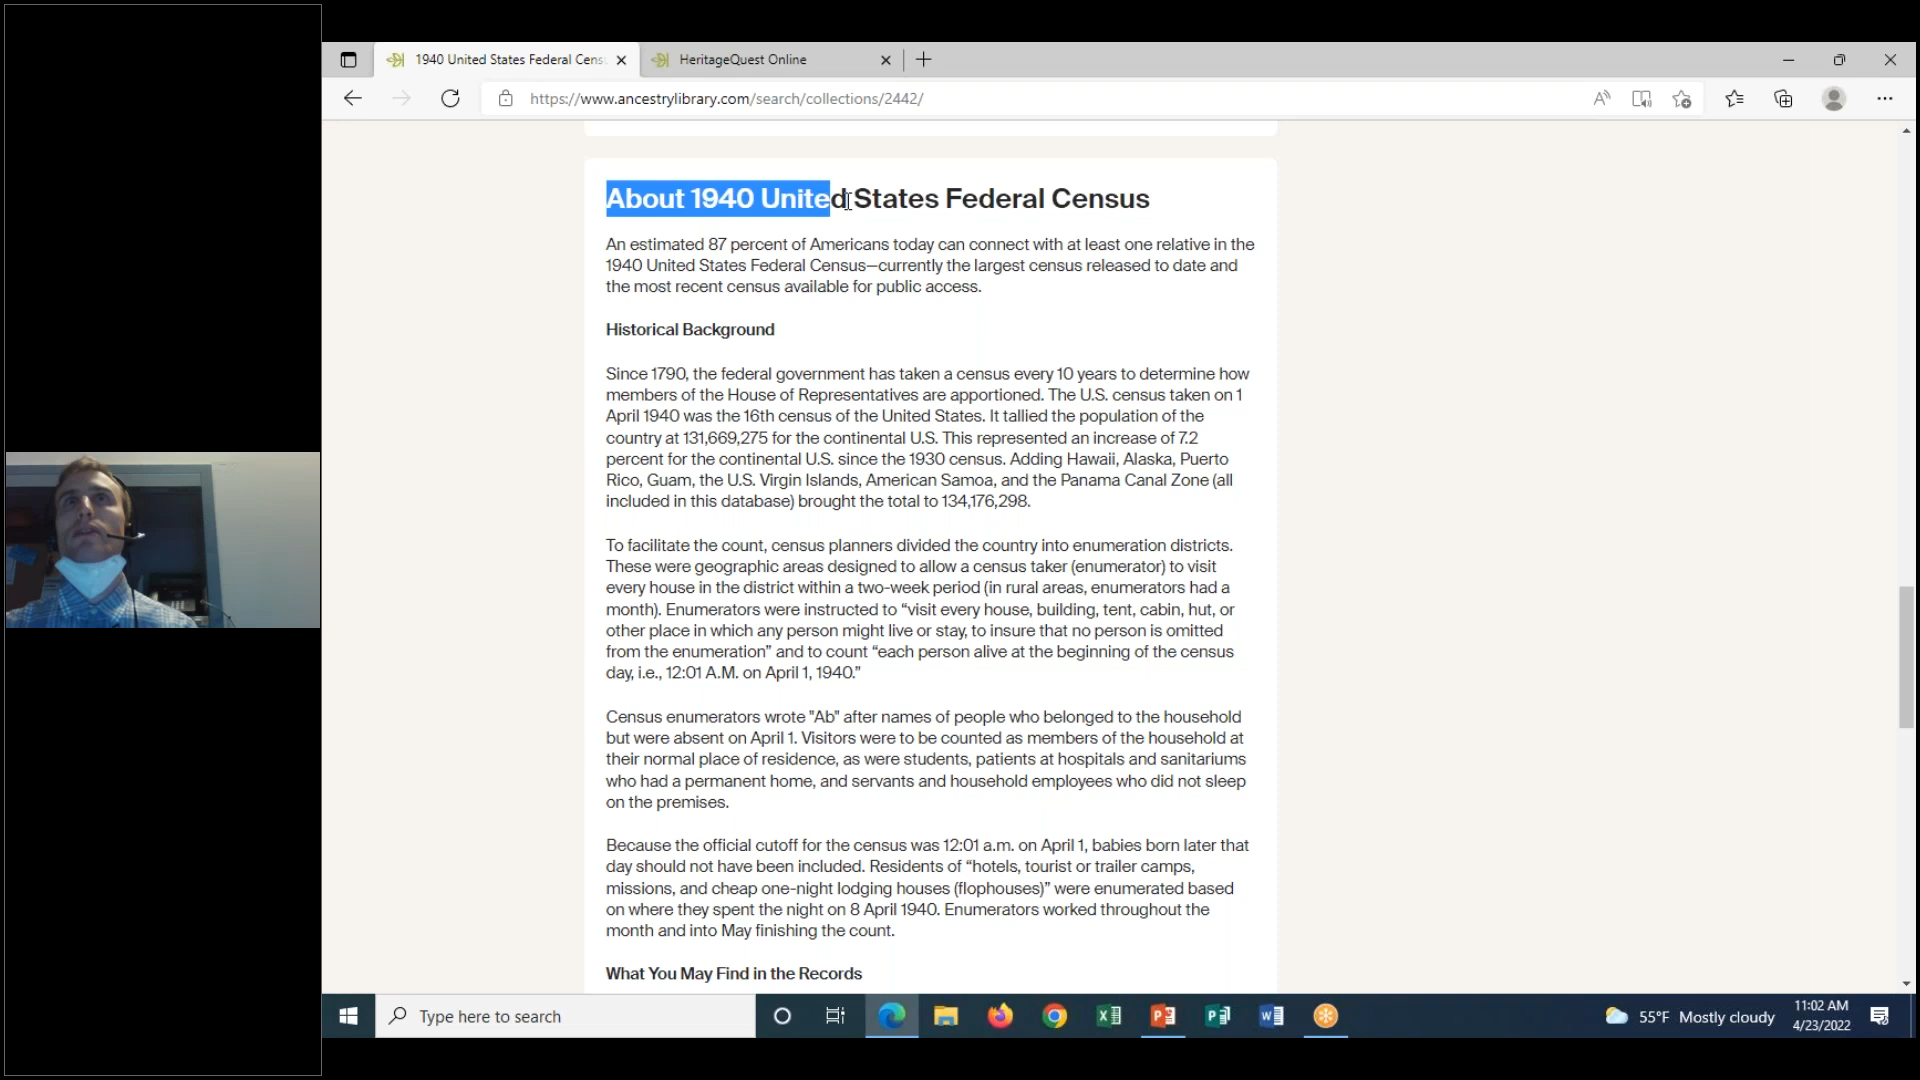 1940 United States Federal Cens
HeritageQuest Online
https://www.ancestrylibrary.com/search/collections/2442/
About 1940 United States Federal Census
An estimated 87 percent of Americans today can connect with at least one relative in the
1940 United States Federal Census—currently the largest census released to date and
the most recent census available for public access.
Historical Background
Since 1790, the federal government has taken a census every 10 years to determine how
members of the House of Representatives are apportioned. The U.S. census taken on 1
April 1940 was the 16th census of the United States. It tallied the population of the
country at 131,669,275 for the continental U.S. This represented an increase of 7.2
percent for the continental U.S. since the 1930 census. Adding Hawaii, Alaska, Puerto
Rico, Guam, the U.S. Virgin Islands, American Samoa, and the Panama Canal Zone (all
included in this database) brought the total to 134,176,298.
To facilitate the count, census planners divided the country into enumeration districts.
These were geographic areas designed to allow a census taker (enumerator) to visit
every house in the district within a two-week period (in rural areas, enumerators had a
month). Enumerators were instructed to “visit every house, building, tent, cabin, hut, or
other place in which any person might live or stay, to insure that no person is omitted
from the enumeration” and to count “each person alive at the beginning of the census
day, i.e., 12:01 A.M. on April 1, 1940.”
Census enumerators wrote "Ab" after names of people who belonged to the household
but were absent on April 1. Visitors were to be counted as members of the household at
their normal place of residence, as were students, patients at hospitals and sanitariums
who had a permanent home, and servants and household employees who did not sleep
on the premises.
Because the official cutoff for the census was 12:01 a.m. on April 1, babies born later that
day should not have been included. Residents of “hotels, tourist or trailer camps,
missions, and cheap one-night lodging houses (flophouses)” were enumerated based
on where they spent the night on 8 April 1940. Enumerators worked throughout the
month and into May finishing the count.
What You May Find in the Records
Type here to search
55°F Mostly cloudy
11:02 AM
4/23/2022